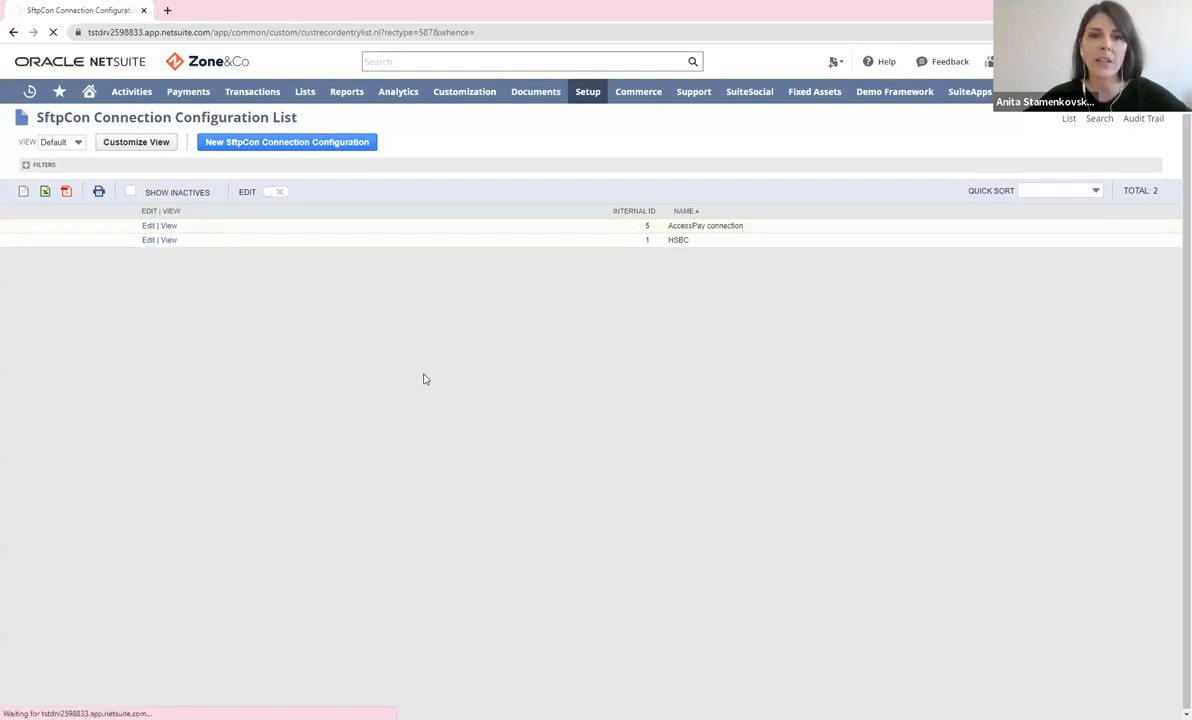 SftpCon Connection Configuratio
tstdrv2598833.app.netsuite.com/app/common/custom/custrecordentrylist.nl?rectype=587&whence=
ORACLE NETSUITE
Zone&Co
Search
Help
Feedback
Activities
Payments
Transactions
Lists
Reports
Analytics
Customization
Documents
Setup
Commerce
Support
SuiteSocial
Fixed Assets
Demo Framework
SuiteApps
Anita Stamenkovsk...
SftpCon Connection Configuration List
List
Search
Audit Trail
VIEW
Default
Customize View
New SftpCon Connection Configuration
FILTERS
SHOW INACTIVES
EDIT
QUICK SORT
TOTAL: 2
EDIT | VIEW
INTERNAL ID
NAME
Edit | View
5
AccessPay connection
Edit | View
1
HSBC
Waiting for tstdrv2598833.app.netsuite.com...